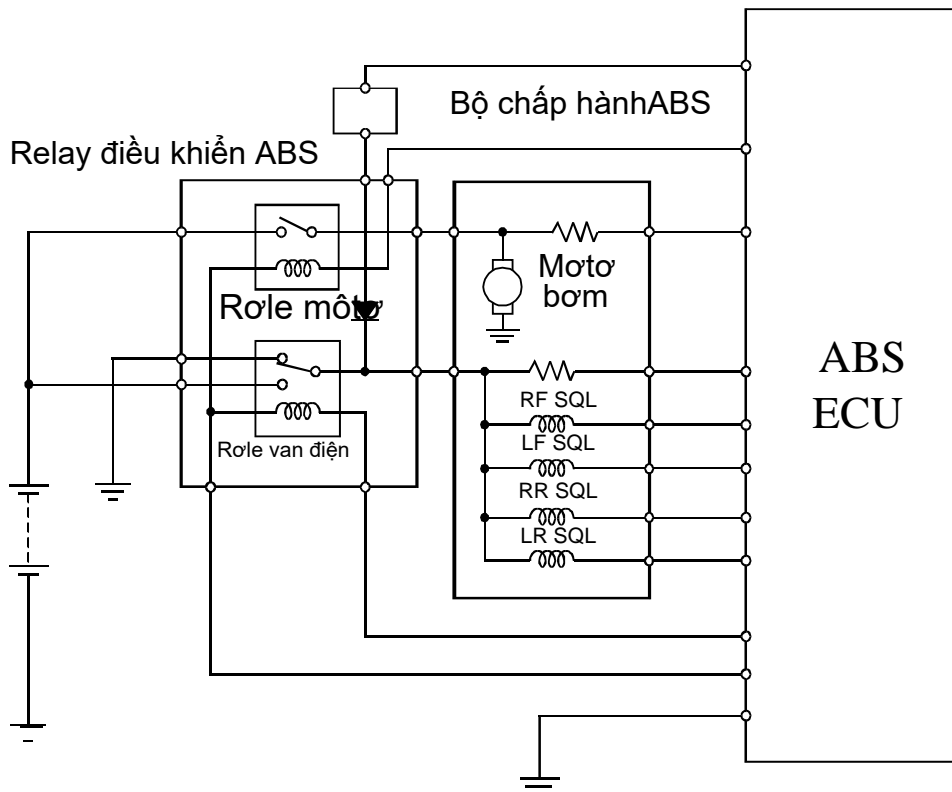 Bộ chấp hànhABS
Relay điều khiển ABS
Mơtơ
bơm
Rơle môtơ
ABS
ECU
RF SQL
LF SQL
Rơle van điện
RR SQL
LR SQL